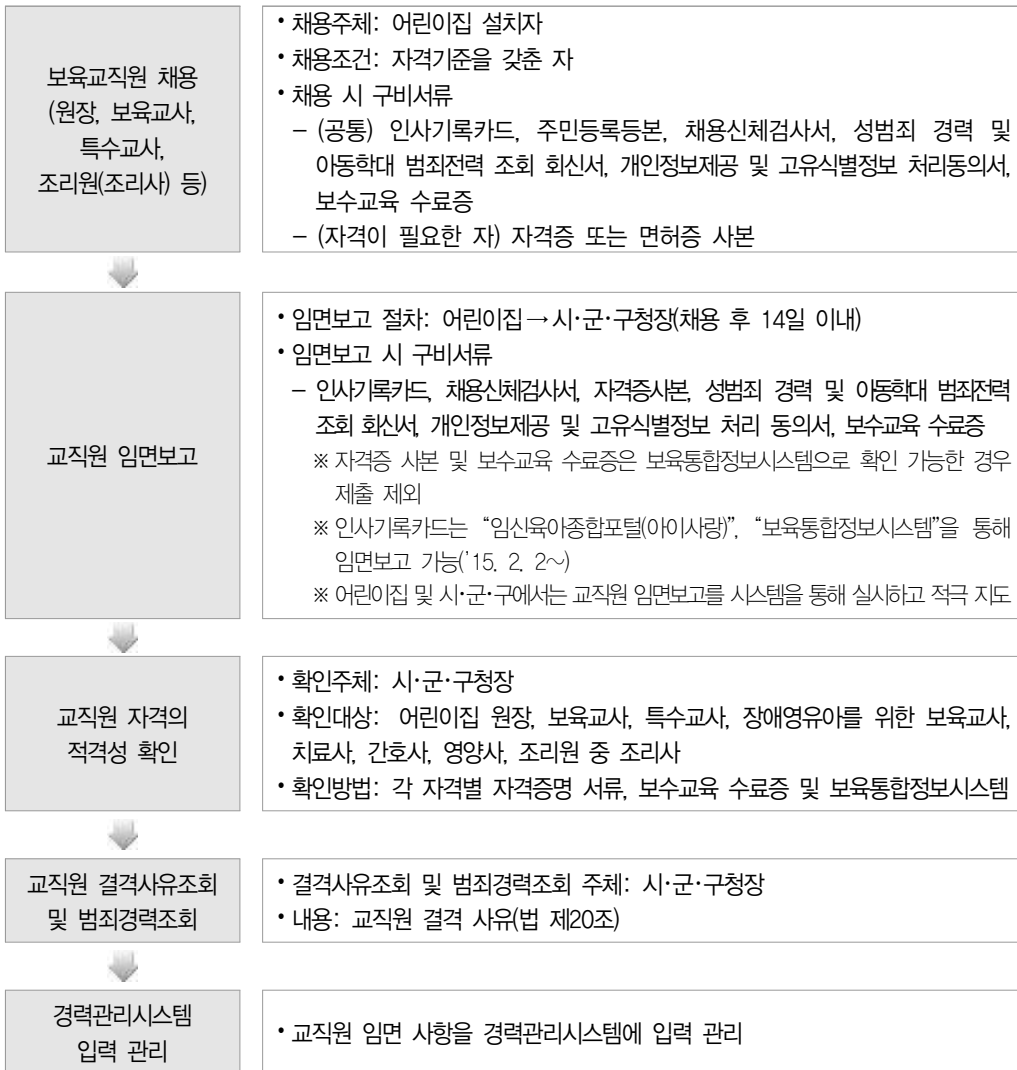 보육교직원 채용
(원장, 보육교사,
특수교사,
조리원(조리사) 등)
• 채용주체: 어린이집 설치자
• 채용조건: 자격기준을 갖춘 자
• 채용 시 구비서류
– (공통) 인사기록카드, 주민등록등본, 채용신체검사서, 성범죄 경력 및
아동학대 범죄전력 조회 회신서, 개인정보제공 및 고유식별정보 처리동의서,
보수교육 수료증
– (자격이 필요한 자) 자격증 또는 면허증 사본
교직원 임면보고
• 임면보고 절차: 어린이집→시·군·구청장(채용 후 14일 이내)
• 임면보고 시 구비서류
– 인사기록카드, 채용신체검사서, 자격증사본, 성범죄 경력 및 아동학대 범죄전력
조회 회신서, 개인정보제공 및 고유식별정보 처리 동의서, 보수교육 수료증
※ 자격증 사본 및 보수교육 수료증은 보육통합정보시스템으로 확인 가능한 경우
제출 제외
※ 인사기록카드는 “임신육아종합포털(아이사랑)”, “보육통합정보시스템”을 통해
임면보고 가능(’15. 2. 2～)
※ 어린이집 및 시·군·구에서는 교직원 임면보고를 시스템을 통해 실시하고 적극 지도
교직원 자격의
적격성 확인
• 확인주체: 시·군·구청장
• 확인대상: 어린이집 원장, 보육교사, 특수교사, 장애영유아를 위한 보육교사,
치료사, 간호사, 영양사, 조리원 중 조리사
• 확인방법: 각 자격별 자격증명 서류, 보수교육 수료증 및 보육통합정보시스템
교직원 결격사유조회
및 범죄경력조회
• 결격사유조회 및 범죄경력조회 주체: 시·군·구청장
• 내용: 교직원 결격 사유(법 제20조)
경력관리시스템
입력 관리
• 교직원 임면 사항을 경력관리시스템에 입력 관리